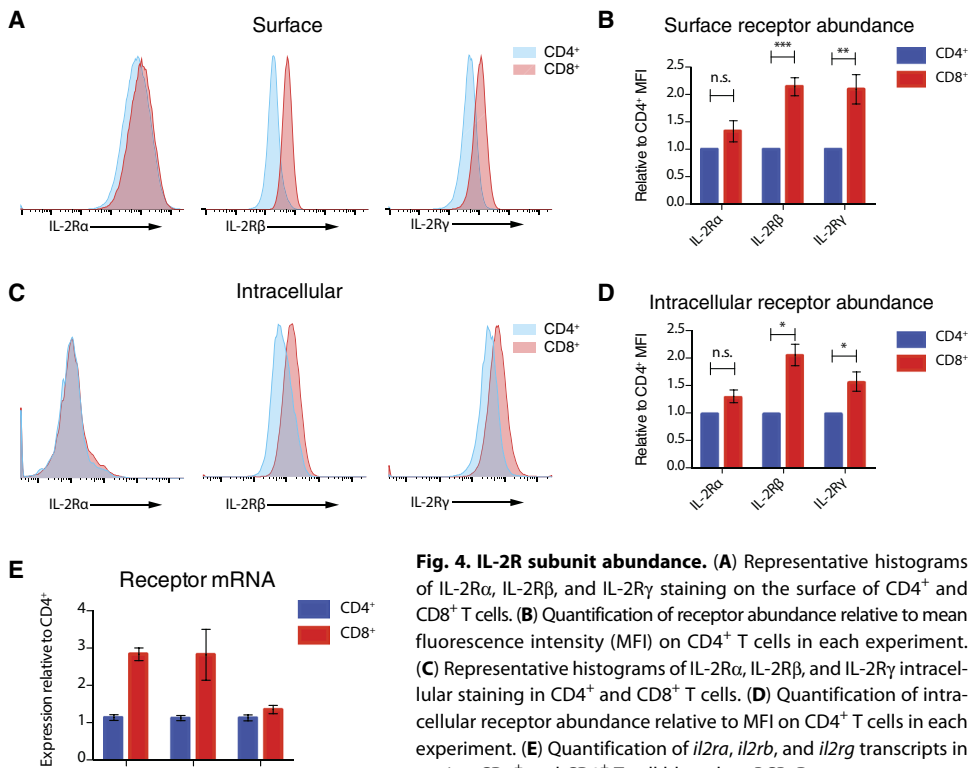 A
Surface
CD4⁺
CD8⁺
IL-2Rα
IL-2Rβ
IL-2Rγ
B
Surface receptor abundance
Relative to CD4⁺ MFI
2.5
2.0
1.5
1.0
0.5
0.0
n.s.
***
**
CD4⁺
CD8⁺
IL-2Rα
IL-2Rβ
IL-2Rγ
C
Intracellular
CD4⁺
CD8⁺
IL-2Rα
IL-2Rβ
IL-2Rγ
D
Intracellular receptor abundance
Relative to CD4⁺ MFI
2.5
2.0
1.5
1.0
0.5
0.0
n.s.
*
*
CD4⁺
CD8⁺
IL-2Rα
IL-2Rβ
IL-2Rγ
E
Receptor mRNA
Expression relative to CD4⁺
4
3
2
1
0
CD4⁺
CD8⁺
Fig. 4. IL-2R subunit abundance. (A) Representative histograms
of IL-2Rα, IL-2Rβ, and IL-2Rγ staining on the surface of CD4⁺ and
CD8⁺ T cells. (B) Quantification of receptor abundance relative to mean
fluorescence intensity (MFI) on CD4⁺ T cells in each experiment.
(C) Representative histograms of IL-2Rα, IL-2Rβ, and IL-2Rγ intracel-
lular staining in CD4⁺ and CD8⁺ T cells. (D) Quantification of intra-
cellular receptor abundance relative to MFI on CD4⁺ T cells in each
experiment. (E) Quantification of il2ra, il2rb, and il2rg transcripts in